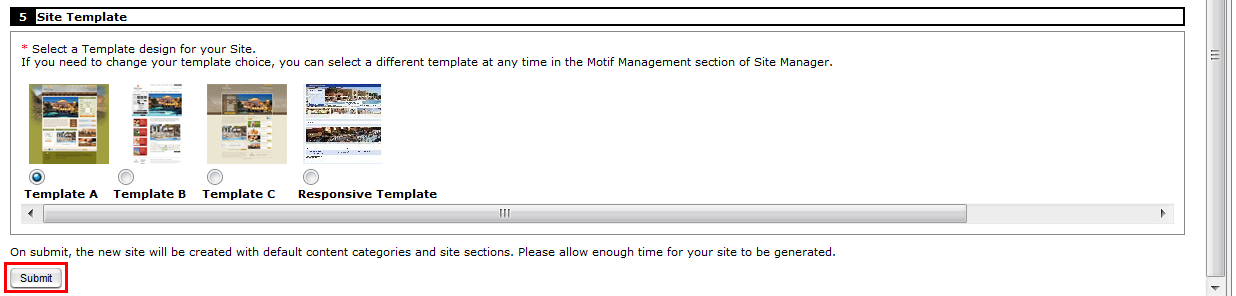 5 Site Template
* Select a Template design for your Site.
If you need to change your template choice, you can select a different template at any time in the Motif Management section of Site Manager.
Template A Template B Template C Responsive Template
On submit, the new site will be created with default content categories and site sections. Please allow enough time for your site to be generated.
Submit